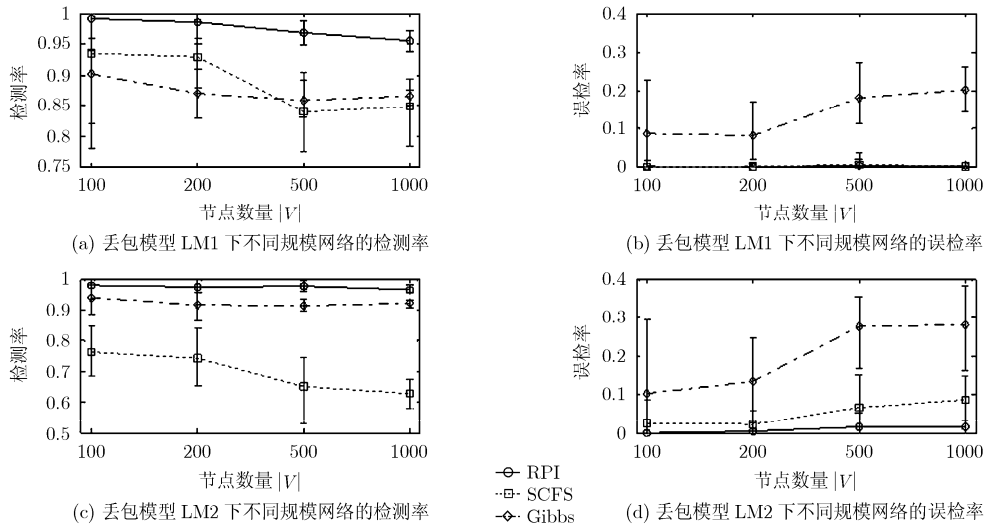 1
0.95
0.9
0.85
0.8
0.75
检测率
100
200
500
1000
节点数量 |V|
(a) 丢包模型 LM1 下不同规模网络的检测率
0.4
0.3
0.2
0.1
0
误检率
100
200
500
1000
节点数量 |V|
(b) 丢包模型 LM1 下不同规模网络的误检率
1
0.9
0.8
0.7
0.6
0.5
检测率
100
200
500
1000
节点数量 |V|
(c) 丢包模型 LM2 下不同规模网络的检测率
RPI
SCFS
Gibbs
0.4
0.3
0.2
0.1
0
误检率
100
200
500
1000
节点数量 |V|
(d) 丢包模型 LM2 下不同规模网络的误检率